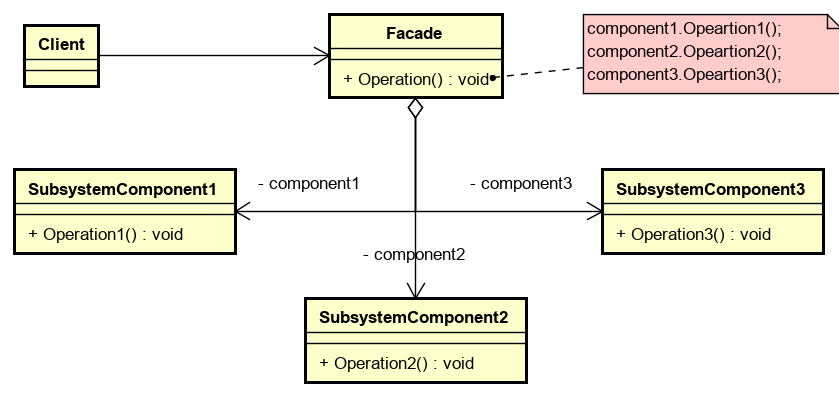 Client
Facade
+ Operation() : void
component1.Opeartion1();
component2.Opeartion2();
component3.Opeartion3();
- component1
- component3
SubsystemComponent1
+ Operation1() : void
SubsystemComponent3
+ Operation3() : void
- component2
SubsystemComponent2
+ Operation2() : void